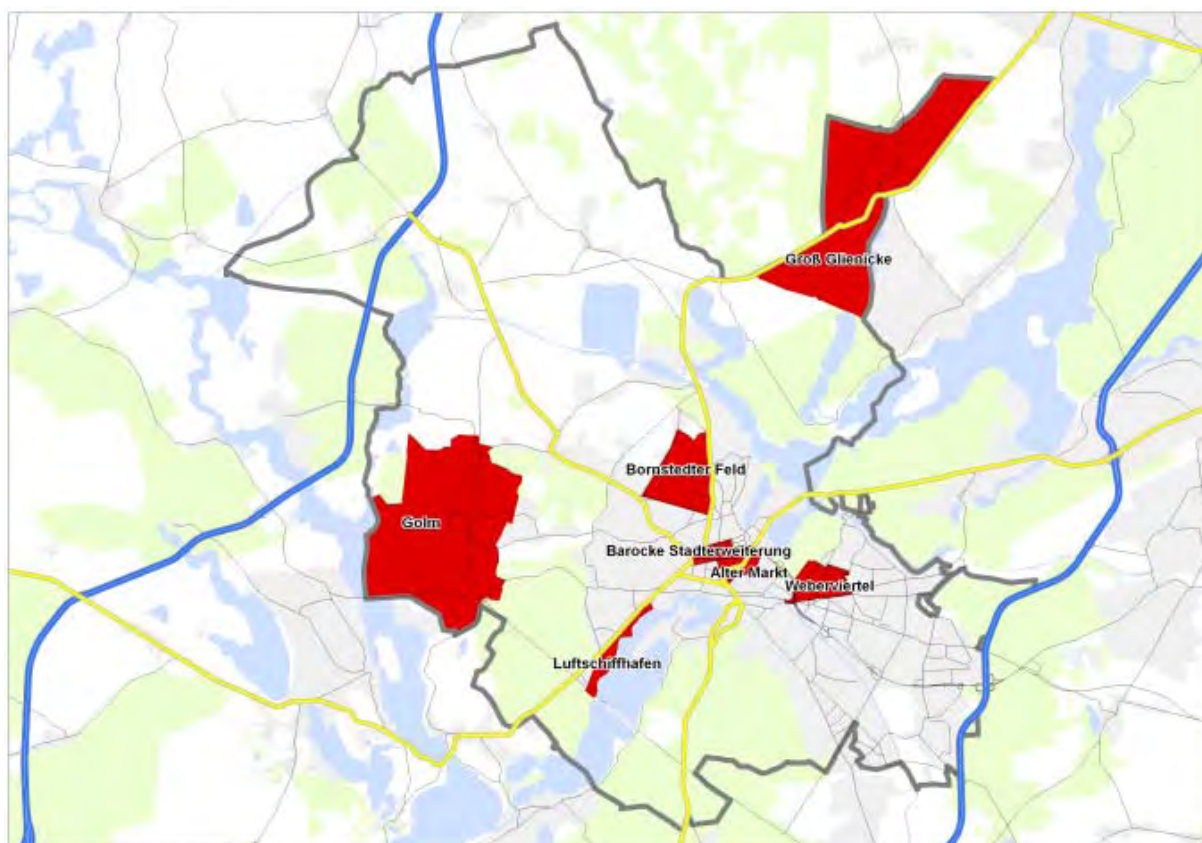 Groß Glienicke
Bornstedter Feld
Golm
Barocke Stadterweiterung
Alter Markt
Weberviertel
Luftschiffhafen